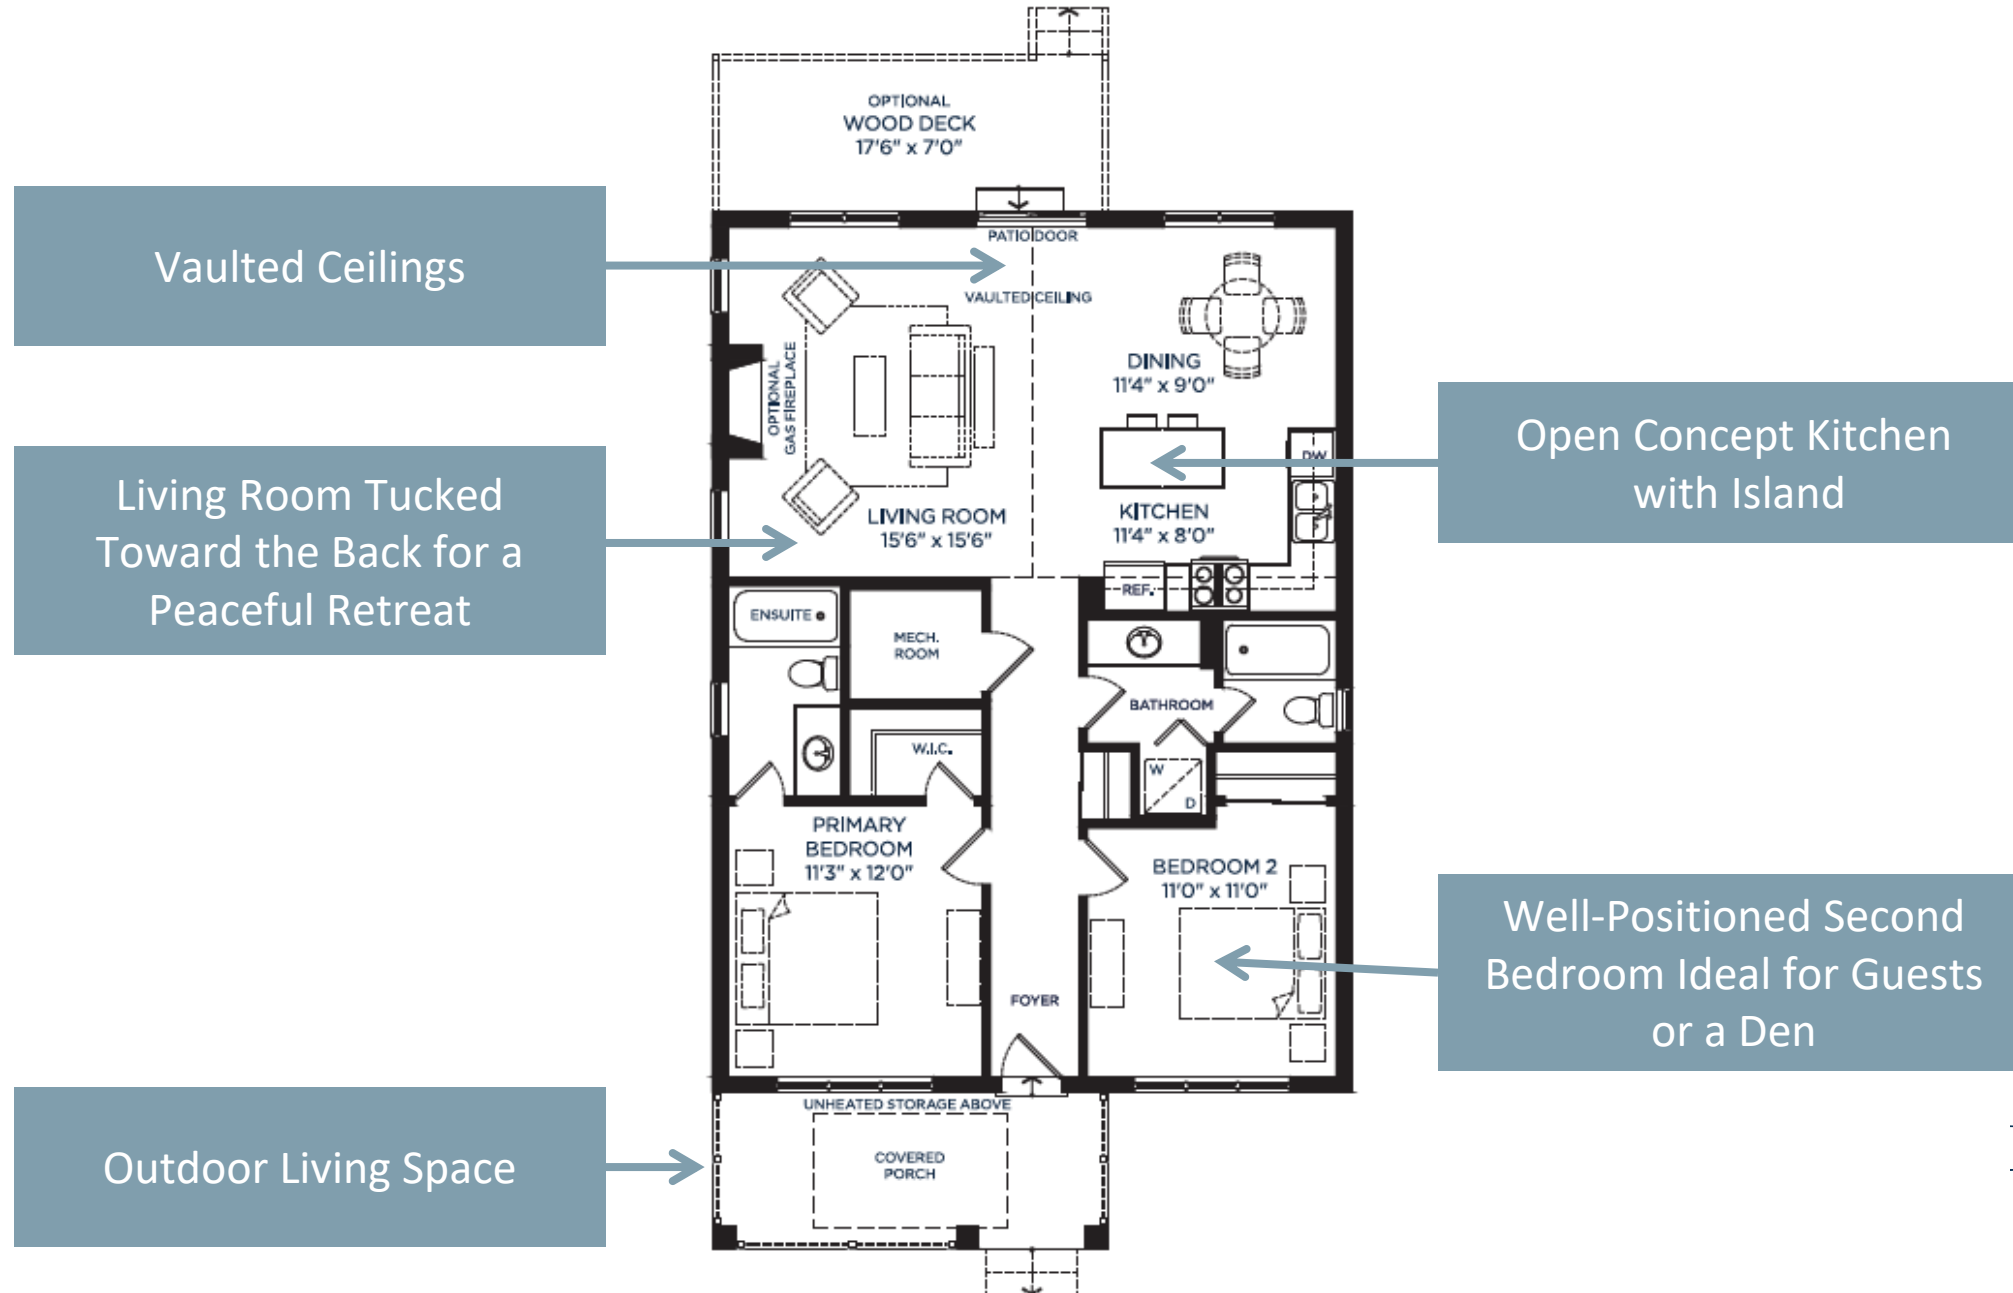 OPTIONAL
WOOD DECK
17'6" x 7'0"
Vaulted Ceilings
PATIO DOOR
VAULTED CEILING
OPTIONAL
GAS FIREPLACE
DINING
11'4" x 9'0"
Open Concept Kitchen
with Island
DW
Living Room Tucked
Toward the Back for a
Peaceful Retreat
LIVING ROOM
15'6" x 15'6"
KITCHEN
11'4" x 8'0"
REF.
ENSUITE
MECH.
ROOM
BATHROOM
W.I.C.
W
D
PRIMARY
BEDROOM
11'3" x 12'0"
BEDROOM 2
11'0" x 11'0"
Well-Positioned Second
Bedroom Ideal for Guests
or a Den
FOYER
UNHEATED STORAGE ABOVE
Outdoor Living Space
COVERED
PORCH